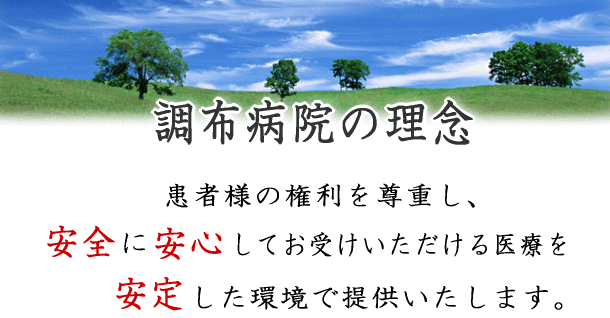 調布病院の理念
患者様の権利を尊重し、
安全に安心してお受けいただける医療を
安定した環境で提供いたします。